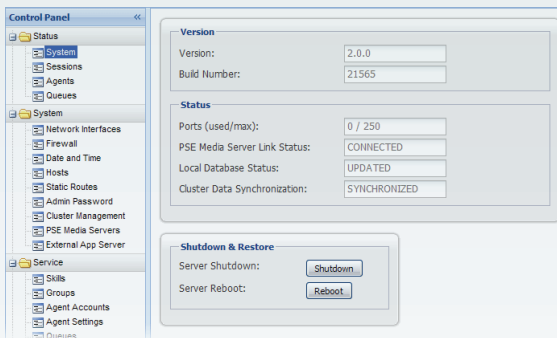 Control Panel «
Status
System
Sessions
Agents
Queues
System
Network Interfaces
Firewall
Date and Time
Hosts
Static Routes
Admin Password
Cluster Management
PSE Media Servers
External App Server
Service
Skills
Groups
Agent Accounts
Agent Settings
Queues
Version
Version: 2.0.0
Build Number: 21565
Status
Ports (used/max): 0 / 250
PSE Media Server Link Status: CONNECTED
Local Database Status: UPDATED
Cluster Data Synchronization: SYNCHRONIZED
Shutdown & Restore
Server Shutdown: Shutdown
Server Reboot: Reboot